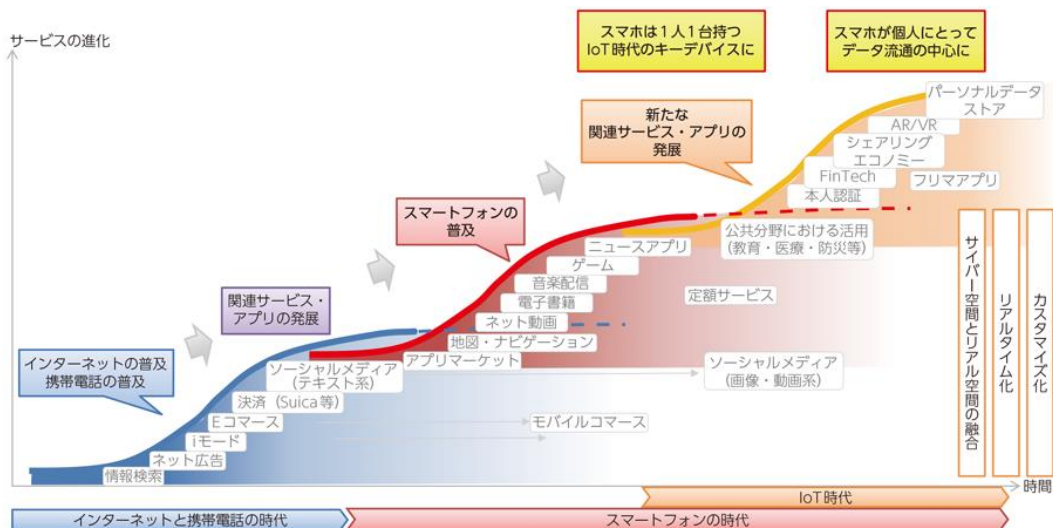 サービスの進化
スマホは1人1台持つ
IoT時代のキーデバイスに
スマホが個人にとって
データ流通の中心に
パーソナルデータ
ストア
AR/VR
シェアリング
エコノミー
FinTech
フリマアプリ
本人認証
新たな
関連サービス・アプリの
発展
公共分野における活用
(教育・医療・防災等)
スマートフォンの
普及
ニュースアプリ
ゲーム
音楽配信
電子書籍
ネット動画
地図・ナビゲーション
アプリマーケット
定額サービス
関連サービス・
アプリの発展
インターネットの普及
携帯電話の普及
ソーシャルメディア
(テキスト系)
ソーシャルメディア
(画像・動画系)
決済(Suica等)
Eコマース
モバイルコマース
iモード
ネット広告
情報検索
サイバー空間とリアル空間の融合
リアルタイム化
カスタマイズ化
時間
IoT時代
インターネットと携帯電話の時代
スマートフォンの時代